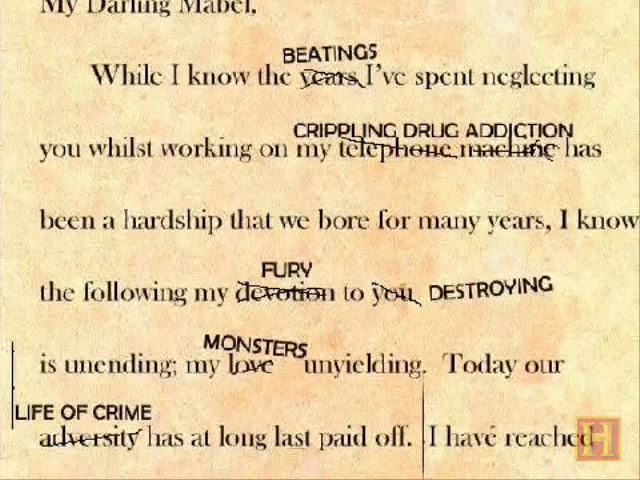 My Darling Mabel,
BEATINGS
While I know the years I've spent neglecting
CRIPPLING DRUG ADDICTION
you whilst working on my telephone machine has
been a hardship that we bore for many years, I know
FURY
the following my devotion to you DESTROYING
MONSTERS
is unending; my love unyielding. Today our
LIFE OF CRIME
adversity has at long last paid off. I have reached
H